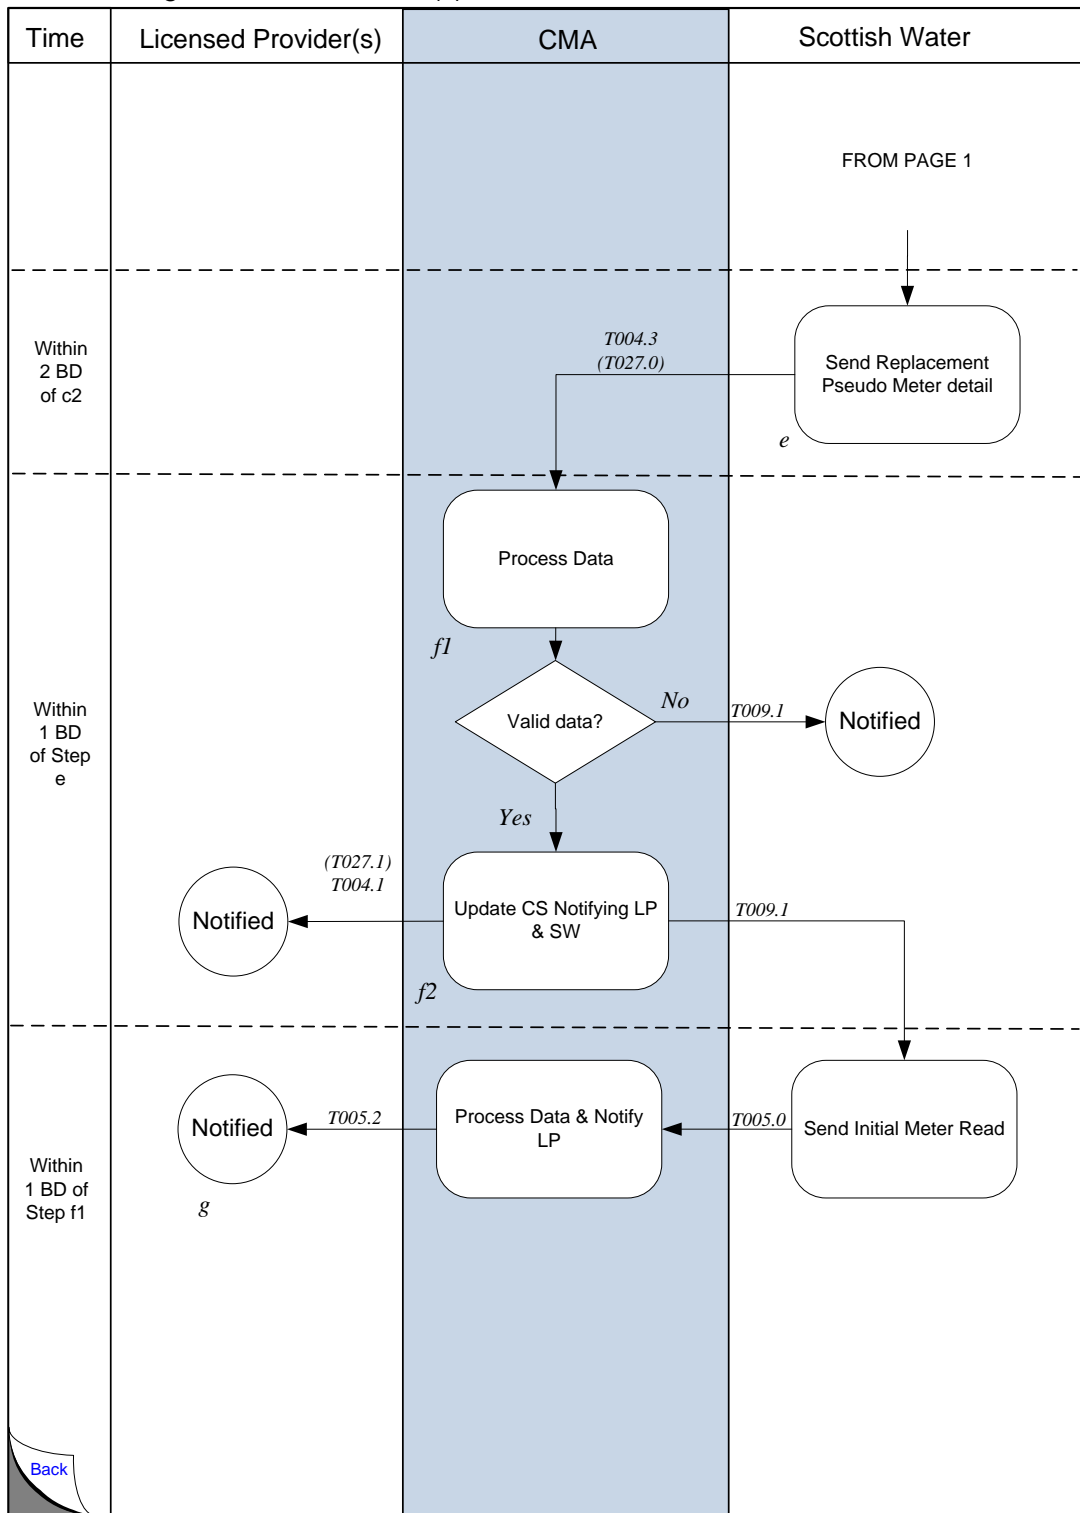 Time
Licensed Provider(s)
CMA
Scottish Water
FROM PAGE 1
Within
2 BD
of c2
T004.3
(T027.0)
Send Replacement
Pseudo Meter detail
e
Process Data
f1
Within
1 BD
of Step
e
Valid data?
No
T009.1
Notified
Yes
(T027.1)
T004.1
Notified
Update CS Notifying LP
& SW
T009.1
f2
Within
1 BD of
Step f1
Notified
T005.2
Process Data & Notify
LP
T005.0
Send Initial Meter Read
g
Back